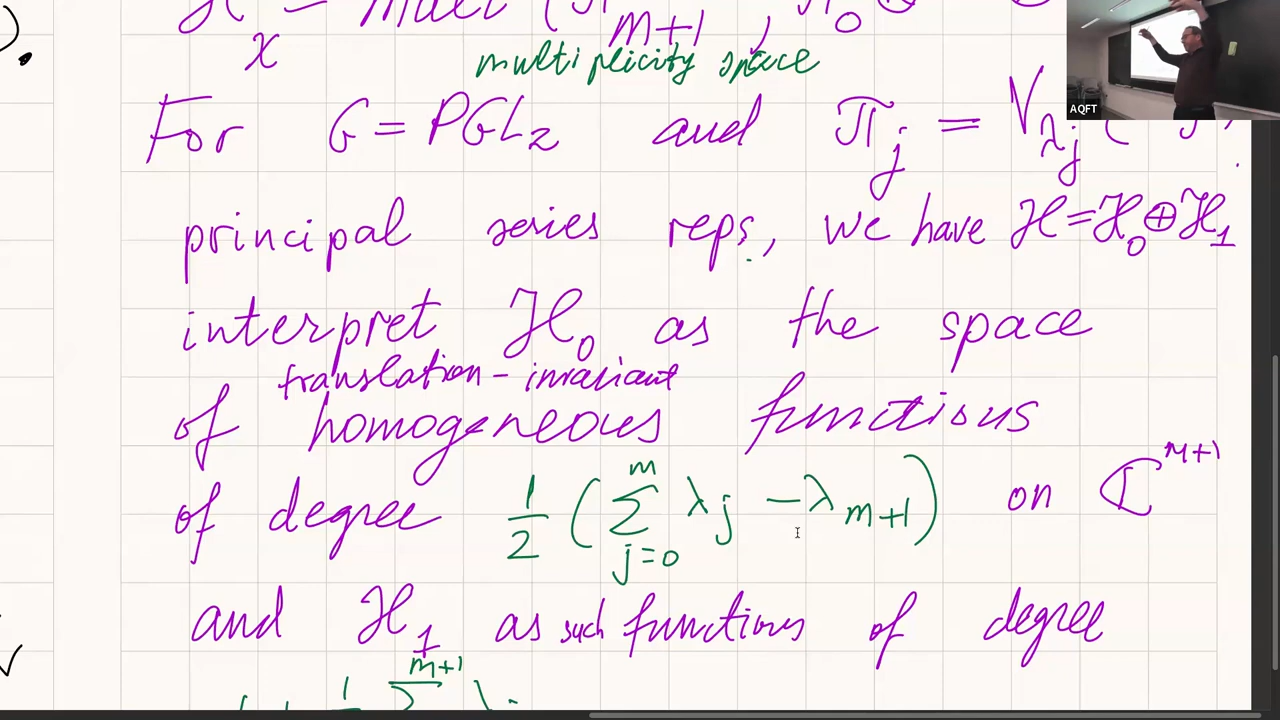 multiplicity space
AQFT
For G = PGL₂ and π_j = V_{λ_j}(
principal series reps, we have ℋ=ℋ₀⊕ℋ₁
interpret ℋ₀ as the space
translation-invariant
of homogeneous functions
of degree 1/2 (∑_{j=0}^{m} λ_j − λ_{m+1}) on ℂ^{m+1}
and ℋ₁ as such functions of degree